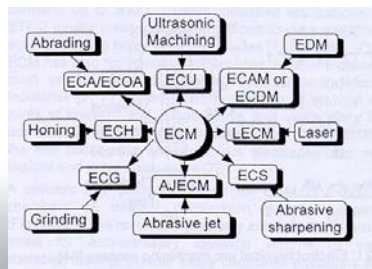 Ultrasonic
Machining
Abrading
EDM
ECA/ECOA
ECU
ECAM or
ECDM
Honing
ECH
ECM
LECM
Laser
ECG
AJECM
ECS
Grinding
Abrasive jet
Abrasive
sharpening